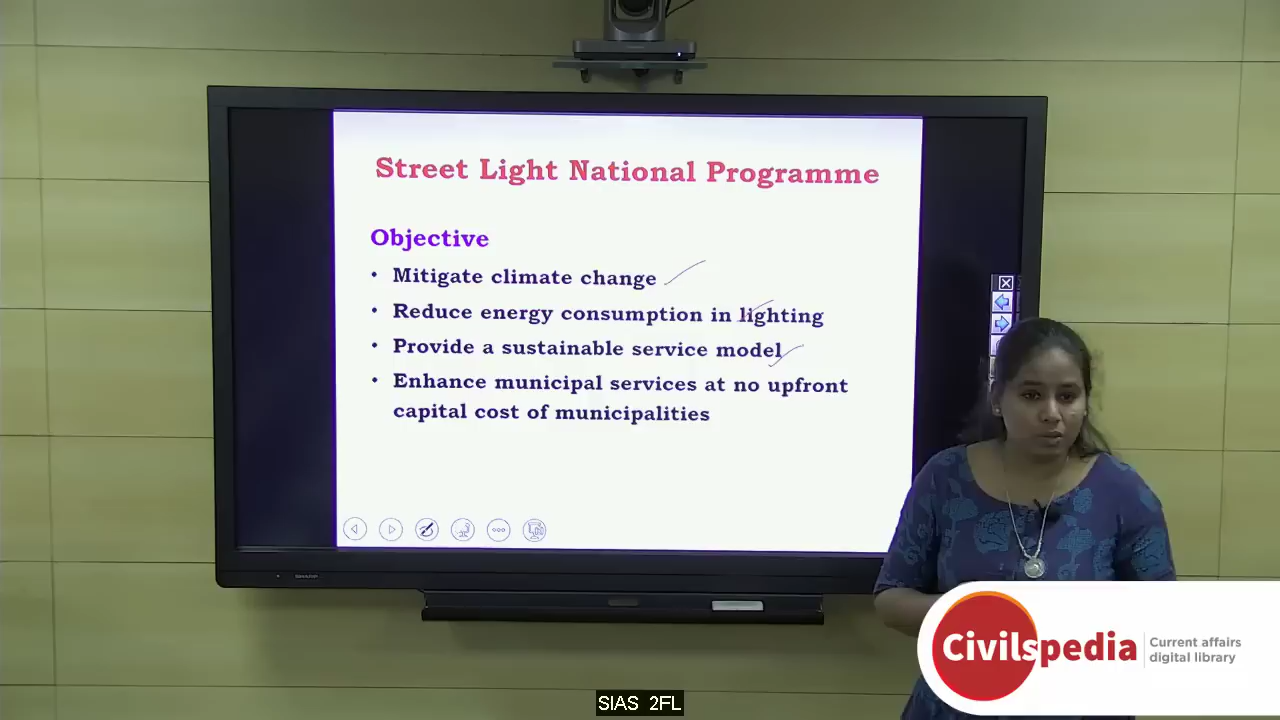 Street Light National Programme
Objective
• Mitigate climate change
• Reduce energy consumption in lighting
• Provide a sustainable service model
• Enhance municipal services at no upfront
capital cost of municipalities
Civilspedia
Current affairs
digital library
SIAS 2FL